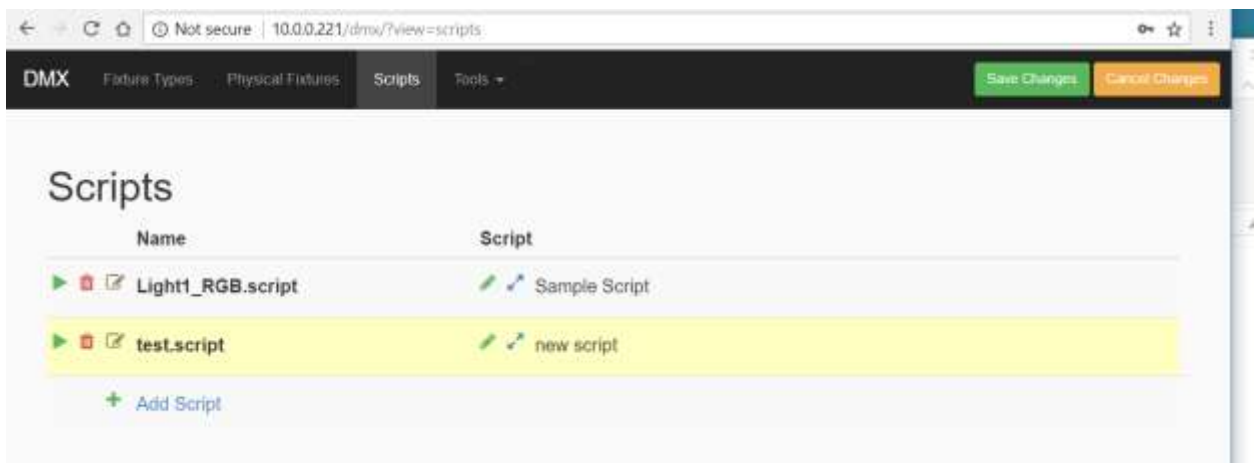 Not secure | 10.0.0.221/dmx/?view=scripts
DMX Fixture Types Physical Fixtures Scripts Tools Save Changes Cancel Changes
Scripts
Name Script
Light1_RGB.script Sample Script
test.script new script
Add Script